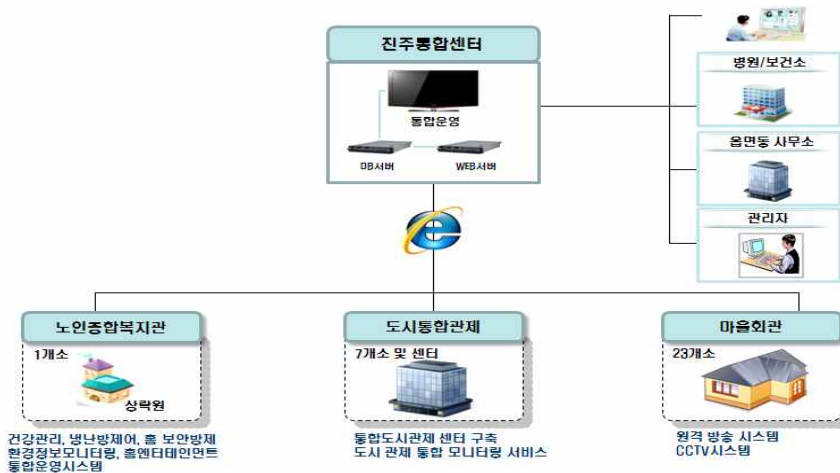 진주통합센터
통합운영
DB서버
WEB서버
병원/보건소
읍면동 사무소
관리자
노인종합복지관
1개소
상락원
건강관리, 냉난방제어, 홈 보안방제
환경정보모니터링, 홈엔터테인먼트
통합운영시스템
도시통합관제
7개소 및 센터
통합도시관제 센터 구축
도시 관제 통합 모니터링 서비스
마을회관
23개소
원격 방송 시스템
CCTV시스템